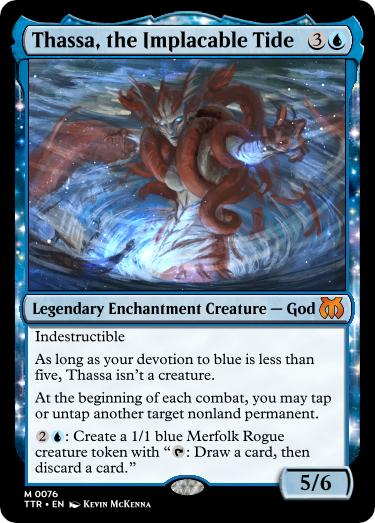 Thassa, the Implacable Tide 3
Legendary Enchantment Creature — God
Indestructible
As long as your devotion to blue is less than
five, Thassa isn't a creature.
At the beginning of each combat, you may tap
or untap another target nonland permanent.
2 : Create a 1/1 blue Merfolk Rogue
creature token with “ : Draw a card, then
discard a card.”
5/6
M 0076
TTR • EN Kevin McKenna